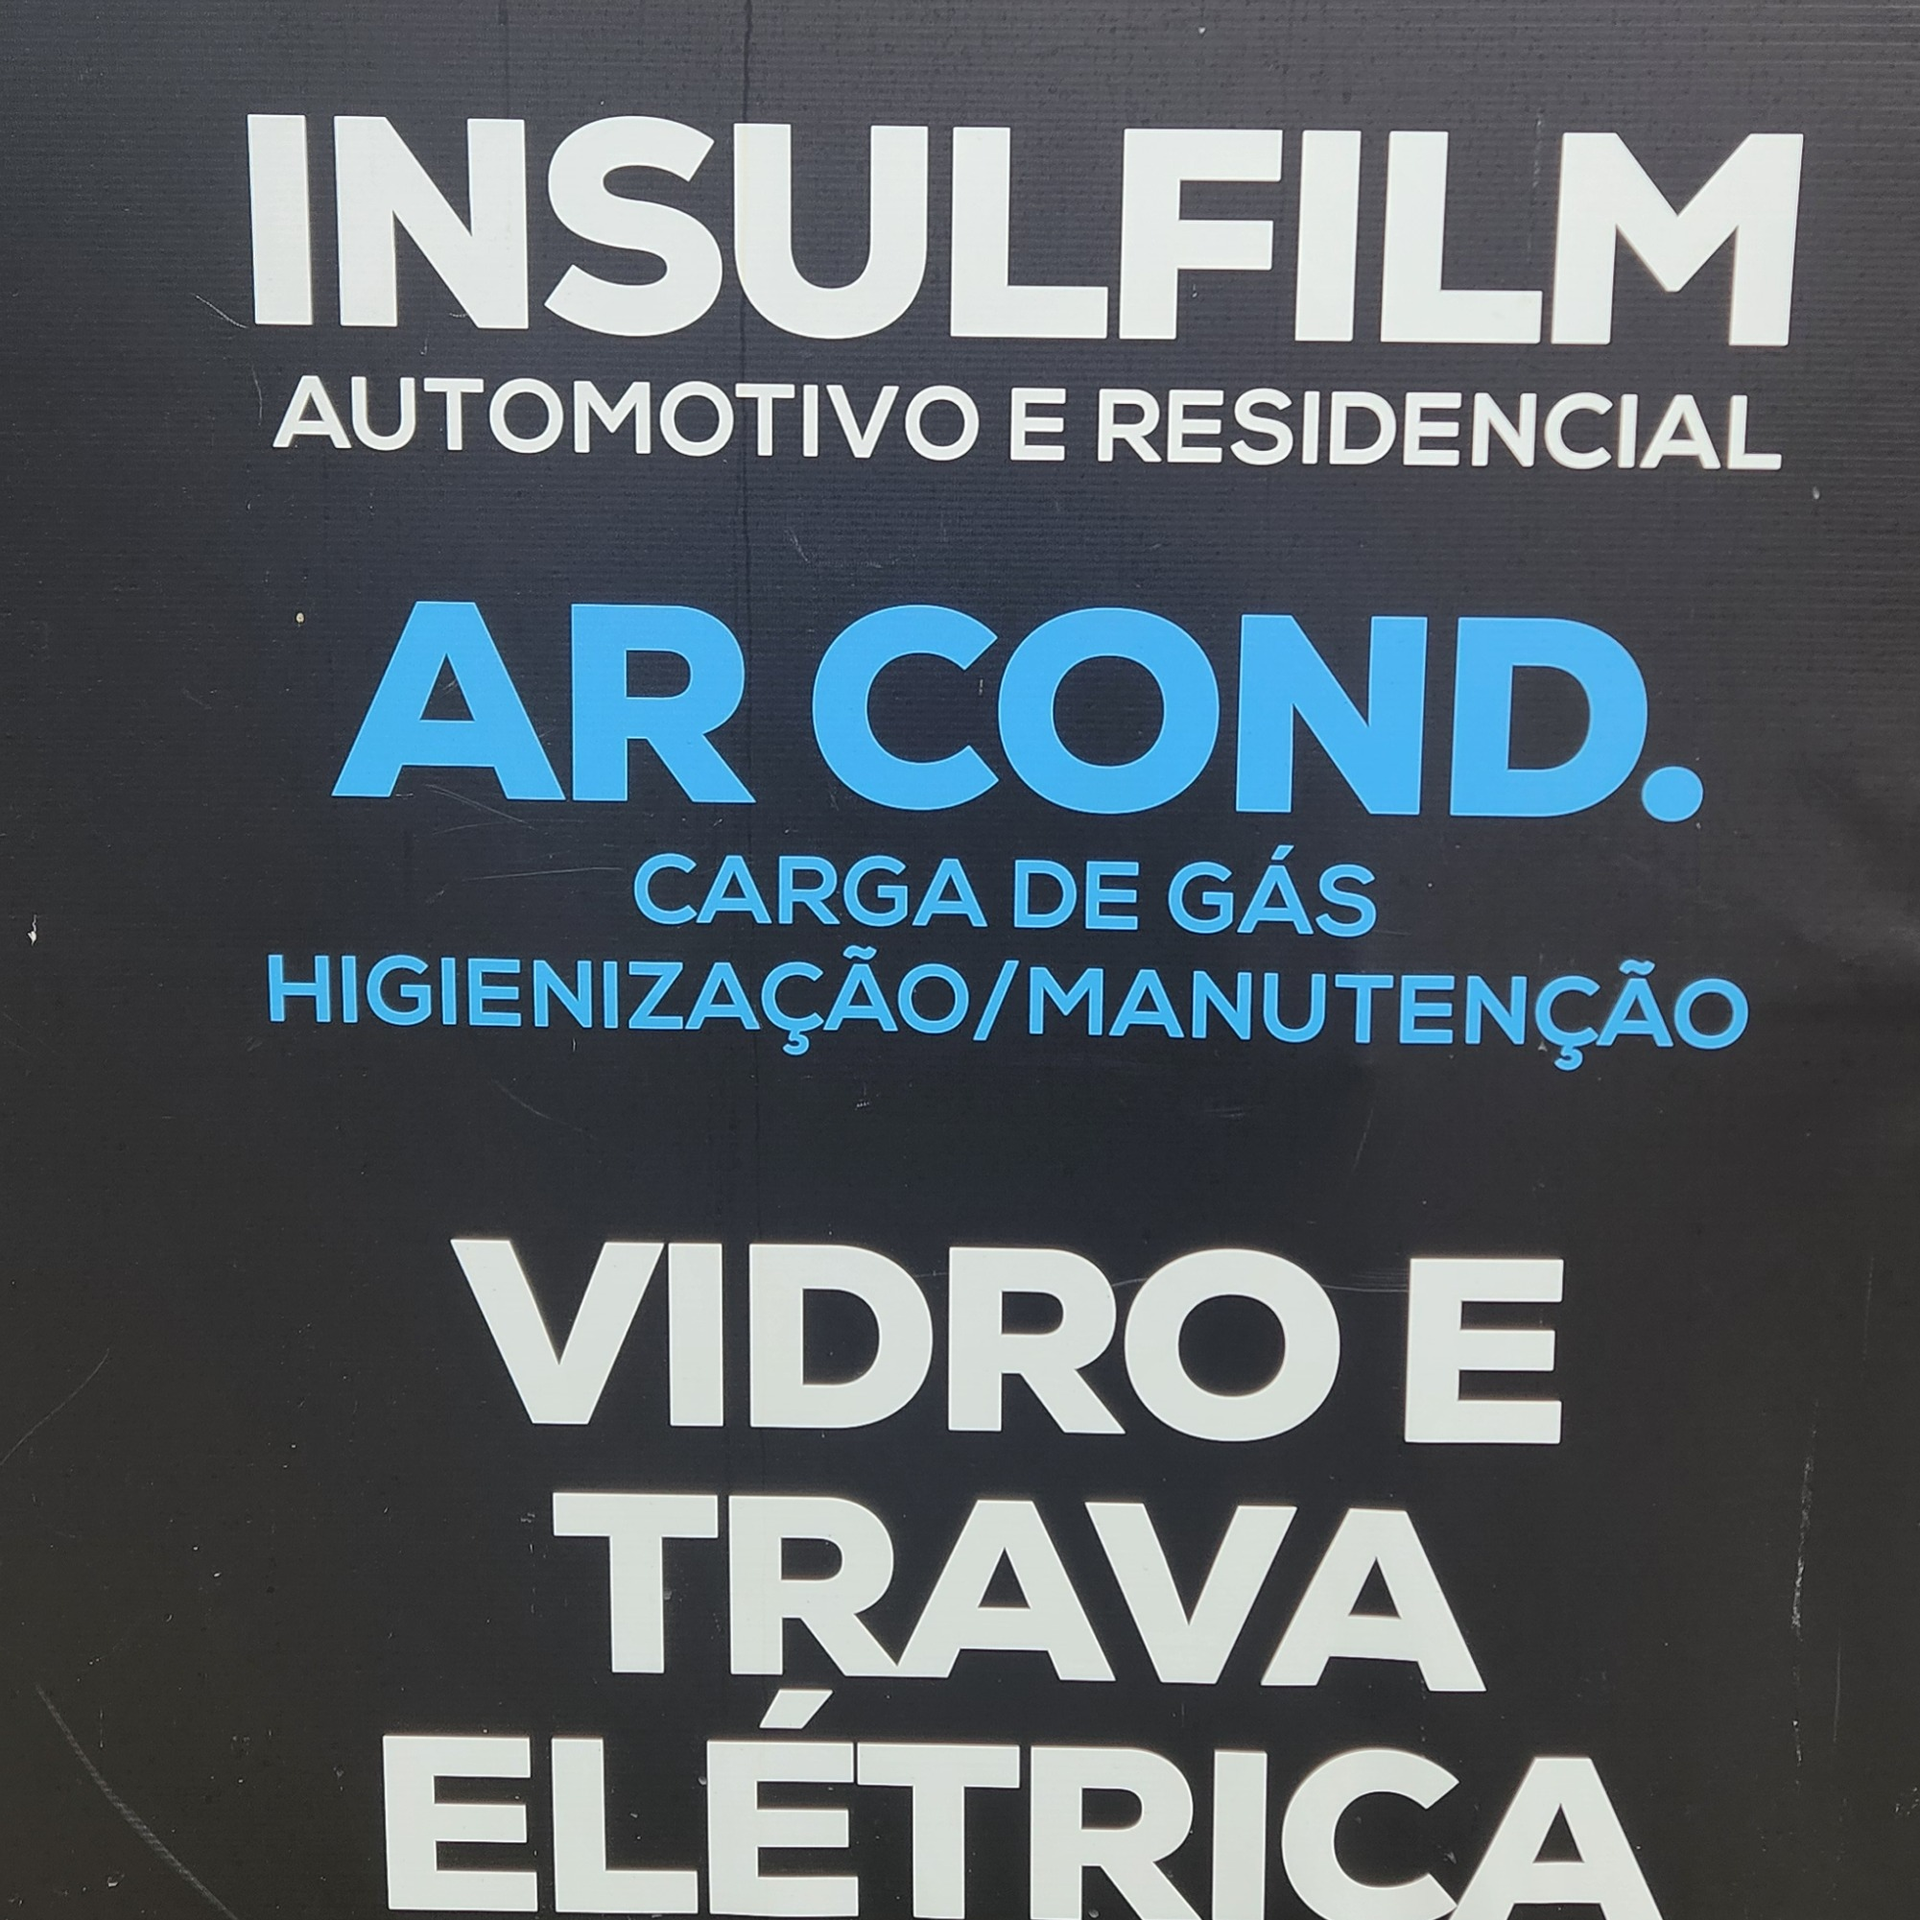 INSULFILM
AUTOMOTIVO E RESIDENCIAL
AR COND.
CARGA DE GÁS
HIGIENIZAÇÃO/MANUTENÇÃO
VIDRO E
TRAVA
ELÉTRICA